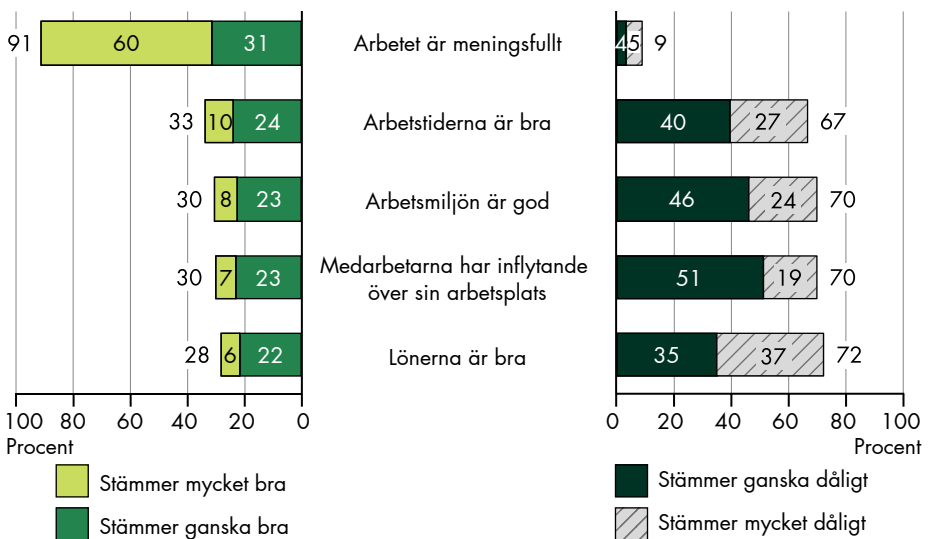 91 60 31 Arbetet är meningsfullt 4 5 9
33 10 24 Arbetstiderna är bra 40 27 67
30 8 23 Arbetsmiljön är god 46 24 70
30 7 23 Medarbetarna har inflytande
över sin arbetsplats 51 19 70
28 6 22 Lönerna är bra 35 37 72
100 80 60 40 20 0 0 20 40 60 80 100
Procent Procent
Stämmer mycket bra
Stämmer ganska bra
Stämmer ganska dåligt
Stämmer mycket dåligt